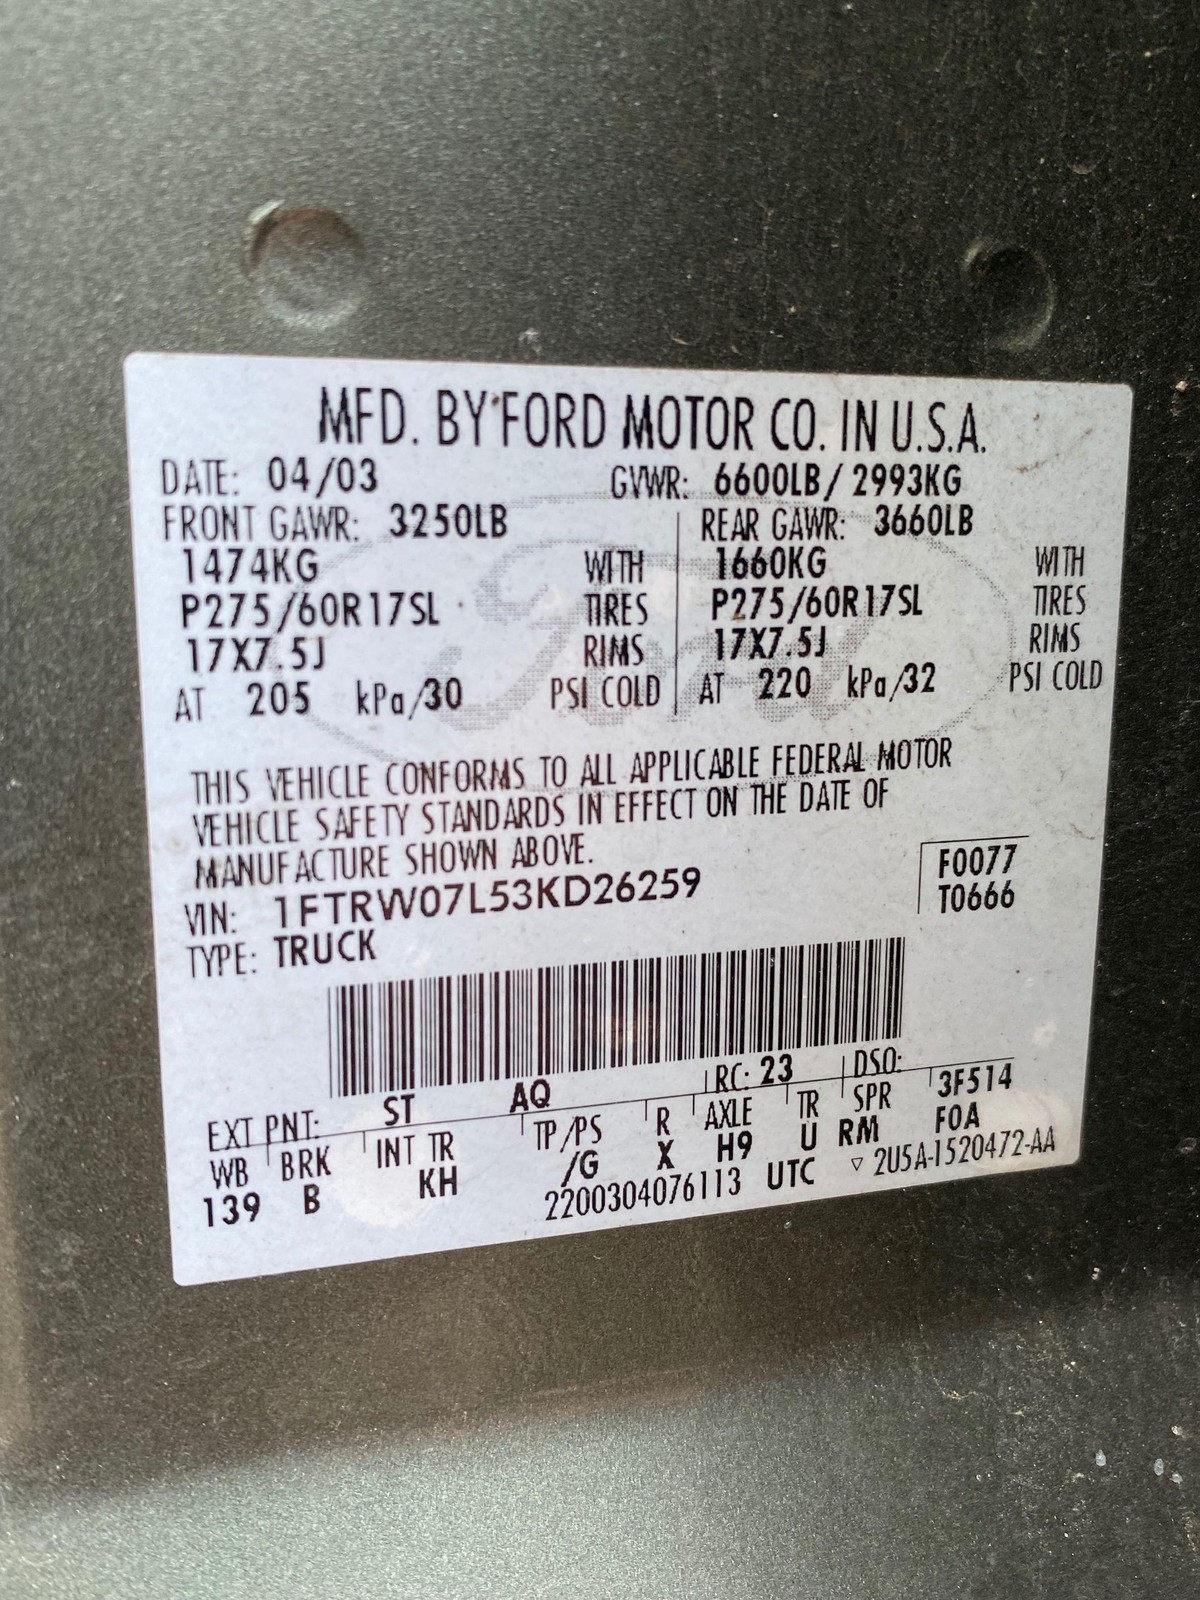 MFD. BY FORD MOTOR CO. IN U.S.A.
DATE: 04/03 GVWR: 6600LB/ 2993KG
FRONT GAWR: 3250LB REAR GAWR: 3660LB
1474KG WITH 1660KG WITH
P275/60R17SL TIRES P275/60R17SL TIRES
17X7.5J RIMS 17X7.5J RIMS
AT 205 kPa/30 PSI COLD AT 220 kPa/32 PSI COLD
Ford
THIS VEHICLE CONFORMS TO ALL APPLICABLE FEDERAL MOTOR
VEHICLE SAFETY STANDARDS IN EFFECT ON THE DATE OF
MANUFACTURE SHOWN ABOVE.
VIN: 1FTRW07L53KD26259 F0077
TYPE: TRUCK T0666
EXT PNT: ST AQ RC: 23 DSO: 3F514
WB BRK INT TR TP/PS R AXLE TR SPR F0A
139 B KH /G X H9 U RM
2200304076113 UTC ▽ 2U5A-1520472-AA